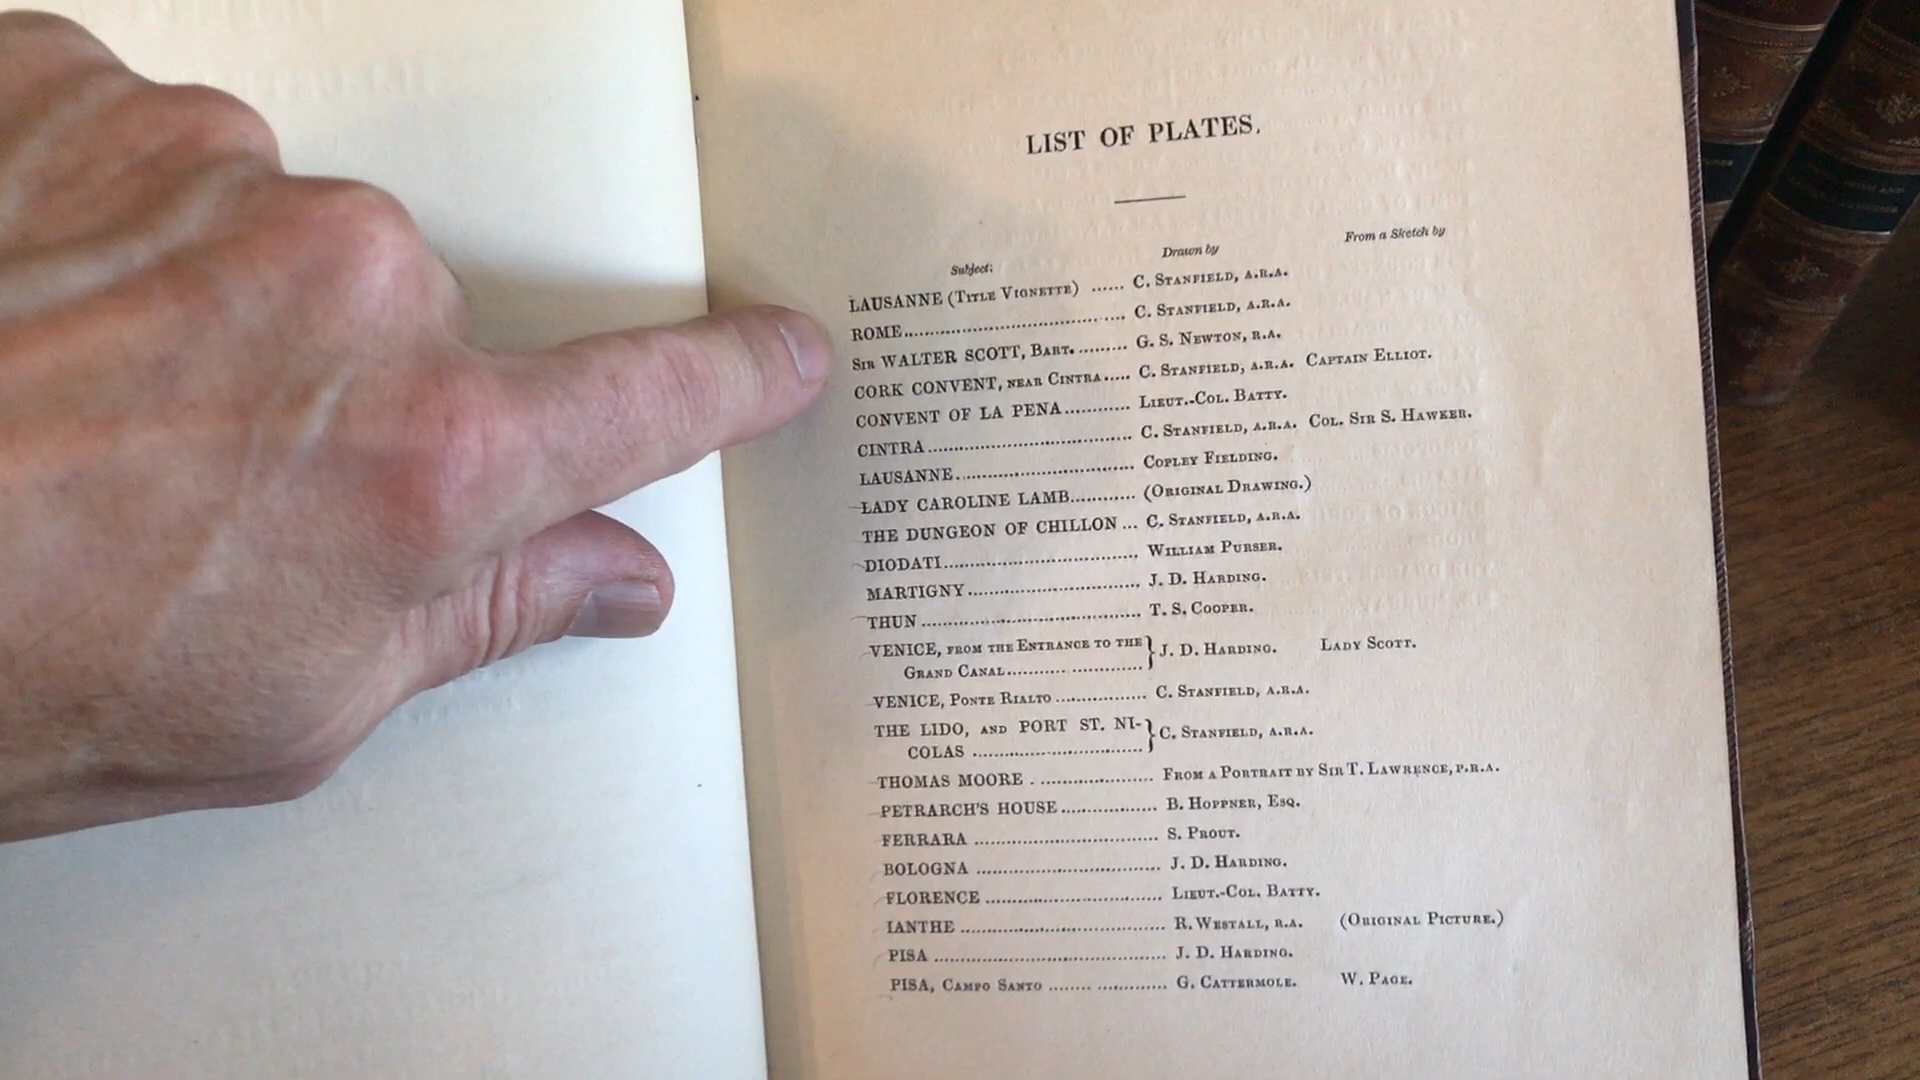 LIST OF PLATES.
Subject. Drawn by From a Sketch by
LAUSANNE (TITLE VIGNETTE) ...... C. STANFIELD, A.R.A.
ROME.......................................... C. STANFIELD, A.R.A.
SIR WALTER SCOTT, BART. ......... G. S. NEWTON, R.A.
CORK CONVENT, NEAR CINTRA..... C. STANFIELD, A.R.A. CAPTAIN ELLIOT.
CONVENT OF LA PENA............ LIEUT.-COL. BATTY.
CINTRA...................................... C. STANFIELD, A.R.A. COL. SIR S. HAWKER.
LAUSANNE................................. COPLEY FIELDING.
LADY CAROLINE LAMB............ (ORIGINAL DRAWING.)
THE DUNGEON OF CHILLON ... C. STANFIELD, A.R.A.
DIODATI.................................... WILLIAM PURSER.
MARTIGNY................................ J. D. HARDING.
THUN ........................................ T. S. COOPER.
VENICE, FROM THE ENTRANCE TO THE } J. D. HARDING. LADY SCOTT.
GRAND CANAL.........................
VENICE, PONTE RIALTO ................ C. STANFIELD, A.R.A.
THE LIDO, AND PORT ST. NI- } C. STANFIELD, A.R.A.
COLAS ...............................
THOMAS MOORE . .................... FROM A PORTRAIT BY SIR T. LAWRENCE, P.R.A.
PETRARCH'S HOUSE ................. B. HOPPNER, ESQ.
FERRARA .................................. S. PROUT.
BOLOGNA .................................. J. D. HARDING.
FLORENCE ................................ LIEUT.-COL. BATTY.
IANTHE ...................................... R. WESTALL, R.A. (ORIGINAL PICTURE.)
PISA ........................................... J. D. HARDING.
PISA, CAMPO SANTO ........ ............. G. CATTERMOLE. W. PAGE.